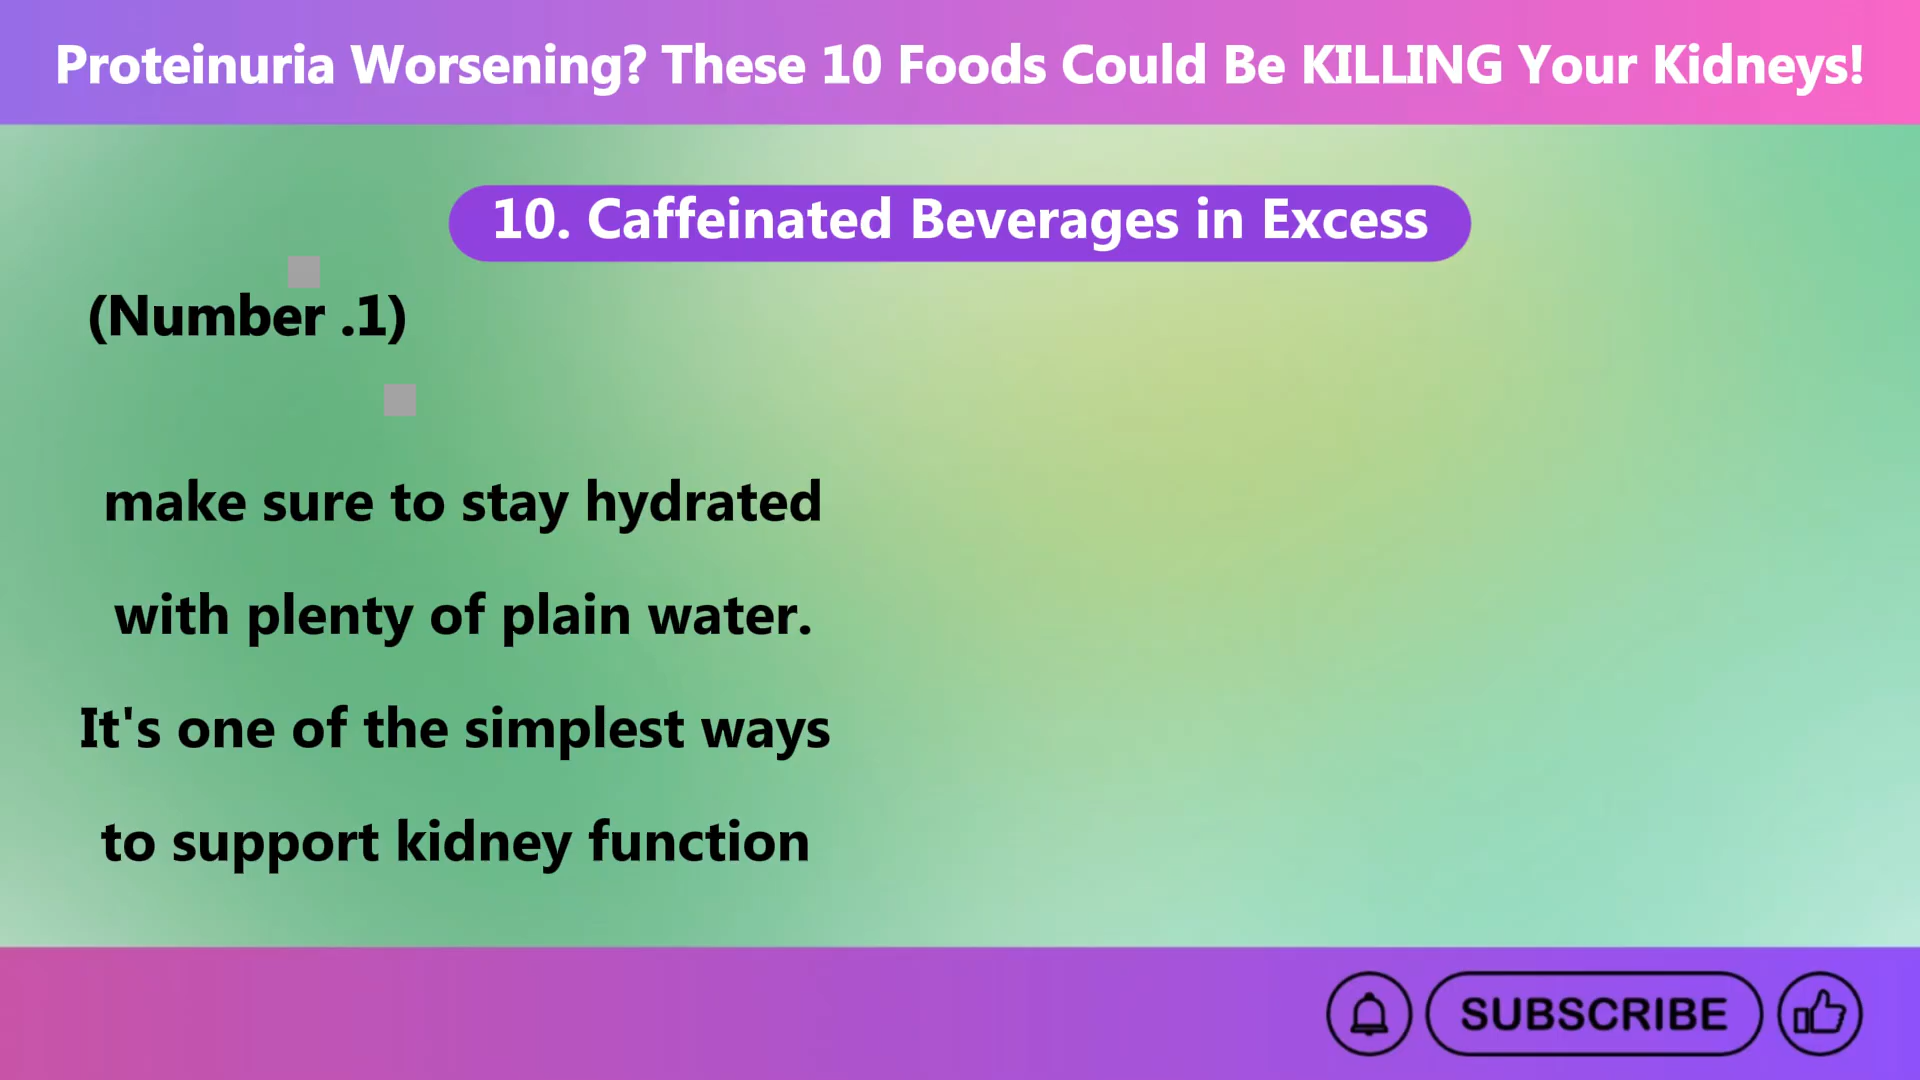 Proteinuria Worsening? These 10 Foods Could Be KILLING Your Kidneys!
10. Caffeinated Beverages in Excess
(Number .1)
make sure to stay hydrated
with plenty of plain water.
It's one of the simplest ways
to support kidney function
SUBSCRIBE